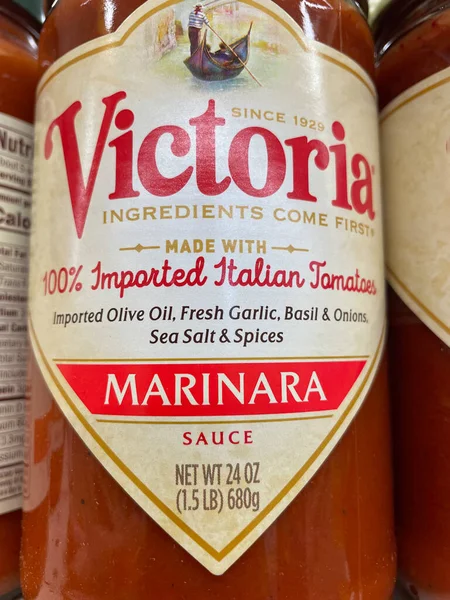 Victoria
SINCE 1929
INGREDIENTS COME FIRST®
MADE WITH
100% Imported Italian Tomatoes,
Imported Olive Oil, Fresh Garlic, Basil & Onions,
Sea Salt & Spices
MARINARA
SAUCE
NET WT 24 OZ
(1.5 LB) 680g